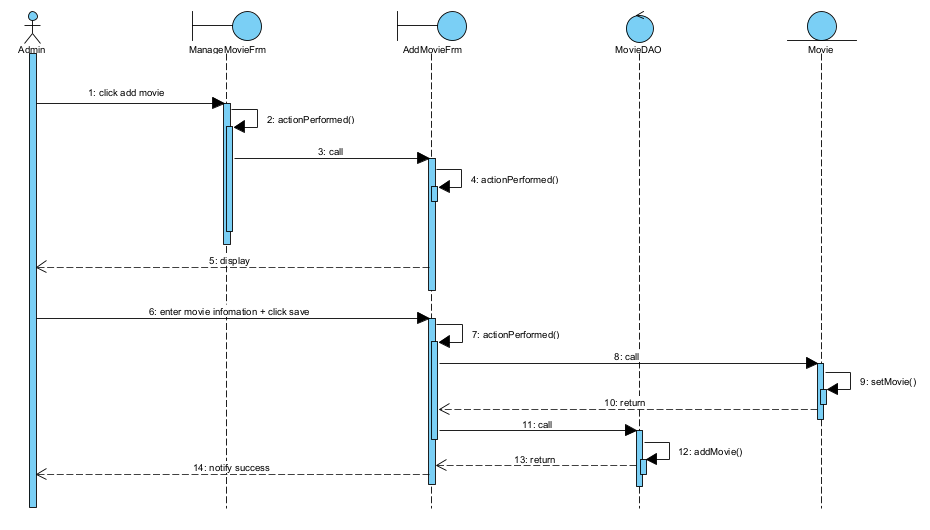 Admin
ManageMovieFrm
AddMovieFrm
MovieDAO
Movie
1: click add movie
2: actionPerformed()
3: call
4: actionPerformed()
5: display
6: enter movie infomation + click save
7: actionPerformed()
8: call
9: setMovie()
10: return
11: call
12: addMovie()
13: return
14: notify success